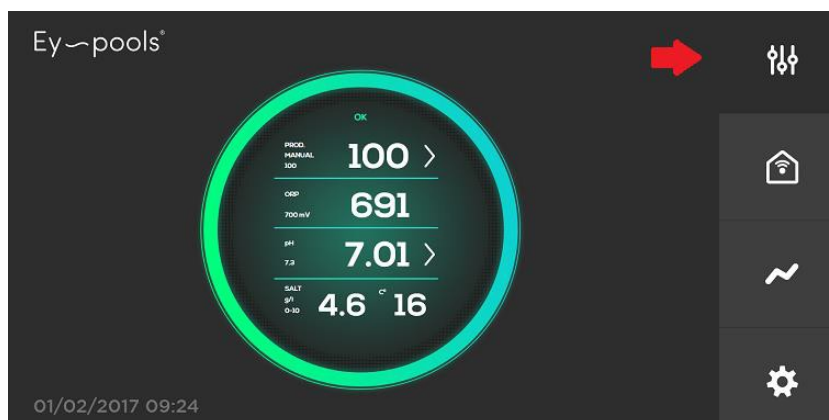 Ey pools®
OK
PROD.
MANUAL
100
100 >
ORP
700 mV
691
pH
7.3
7.01 >
SALT
g/l
0-10
4.6 °C 16
01/02/2017 09:24